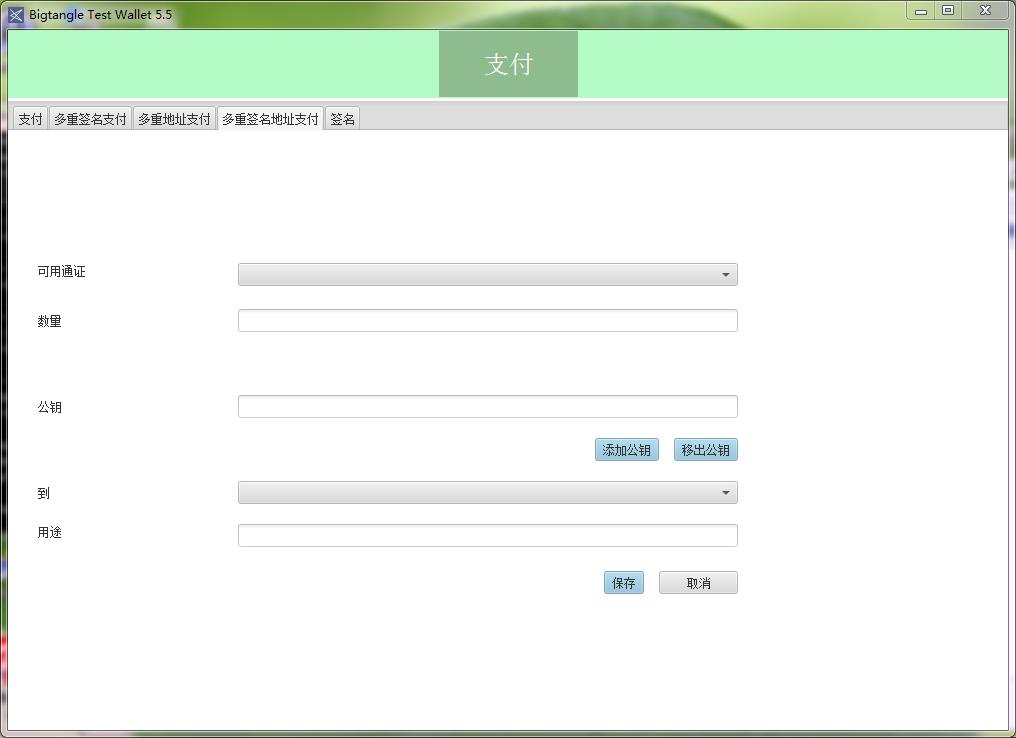 Bigtangle Test Wallet 5.5
支付
支付 多重签名支付 多重地址支付 多重签名地址支付 签名
可用通证
数量
公钥
添加公钥 移出公钥
到
用途
保存 取消